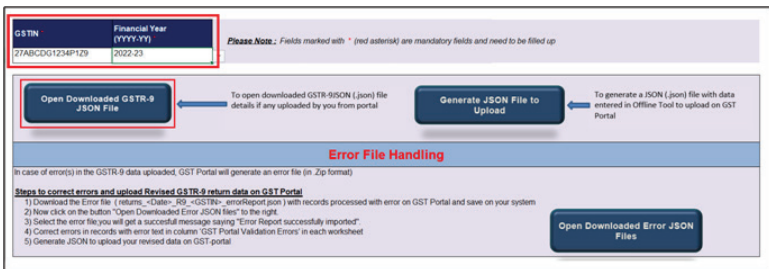 GSTIN
Financial Year
(YYYY-YY)
27ABCDG1234P1Z9
2022-23
Please Note : Fields marked with * (red asterisk) are mandatory fields and need to be filled up
Open Downloaded GSTR-9
JSON File
To open downloaded GSTR-9JSON (.json) file
details if any uploaded by you from portal
Generate JSON File to
Upload
To generate a JSON (.json) file with data
entered in Offline Tool to upload on GST
Portal
Error File Handling
In case of error(s) in the GSTR-9 data uploaded, GST Portal will generate an error file (in .Zip format)
Steps to correct errors and upload Revised GSTR-9 return data on GST Portal
1) Download the Error file ( returns_<Date>_R9_<GSTIN>_errorReport.json ) with records processed with error on GST Portal and save on your system
2) Now click on the button "Open Downloaded Error JSON files" to the right.
3) Select the error file;you will get a succesfull message saying "Error Report successfully imported".
4) Correct errors in records with error text in column 'GST Portal Validation Errors' in each worksheet
5) Generate JSON to upload your revised data on GST-portal
Open Downloaded Error JSON
Files